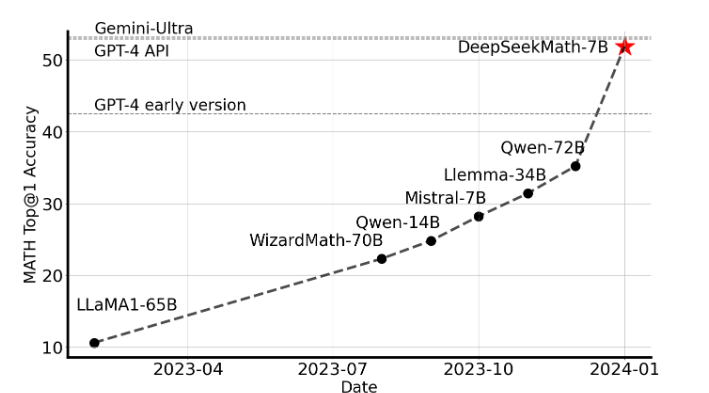 Gemini-Ultra
GPT-4 API
DeepSeekMath-7B
GPT-4 early version
Qwen-72B
Llemma-34B
Mistral-7B
Qwen-14B
WizardMath-70B
LLaMA1-65B
MATH Top@1 Accuracy
50
40
30
20
10
2023-04 2023-07 2023-10 2024-01
Date